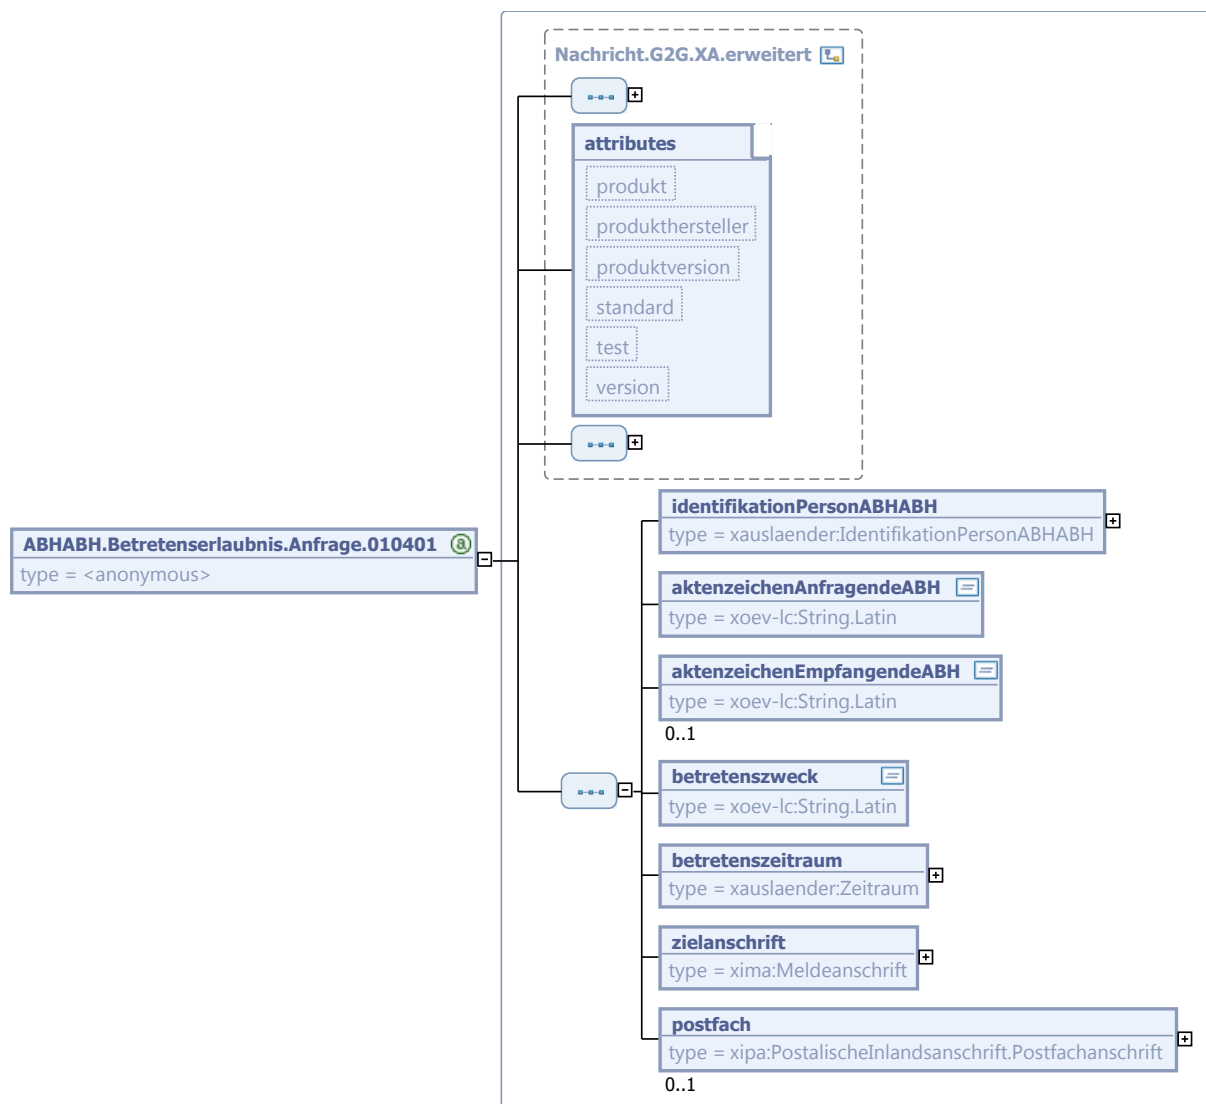 Nachricht.G2G.XA.erweitert
attributes
produkt
produkthersteller
produktversion
standard
test
version
ABHABH.Betretenserlaubnis.Anfrage.010401
type = <anonymous>
identifikationPersonABHABH
type = xauslaender:IdentifikationPersonABHABH
aktenzeichenAnfragendeABH
type = xoev-lc:String.Latin
aktenzeichenEmpfangendeABH
type = xoev-lc:String.Latin
0..1
betretenszweck
type = xoev-lc:String.Latin
betretenszeitraum
type = xauslaender:Zeitraum
zielanschrift
type = xima:Meldeanschrift
postfach
type = xipa:PostalischeInlandsanschrift.Postfachanschrift
0..1